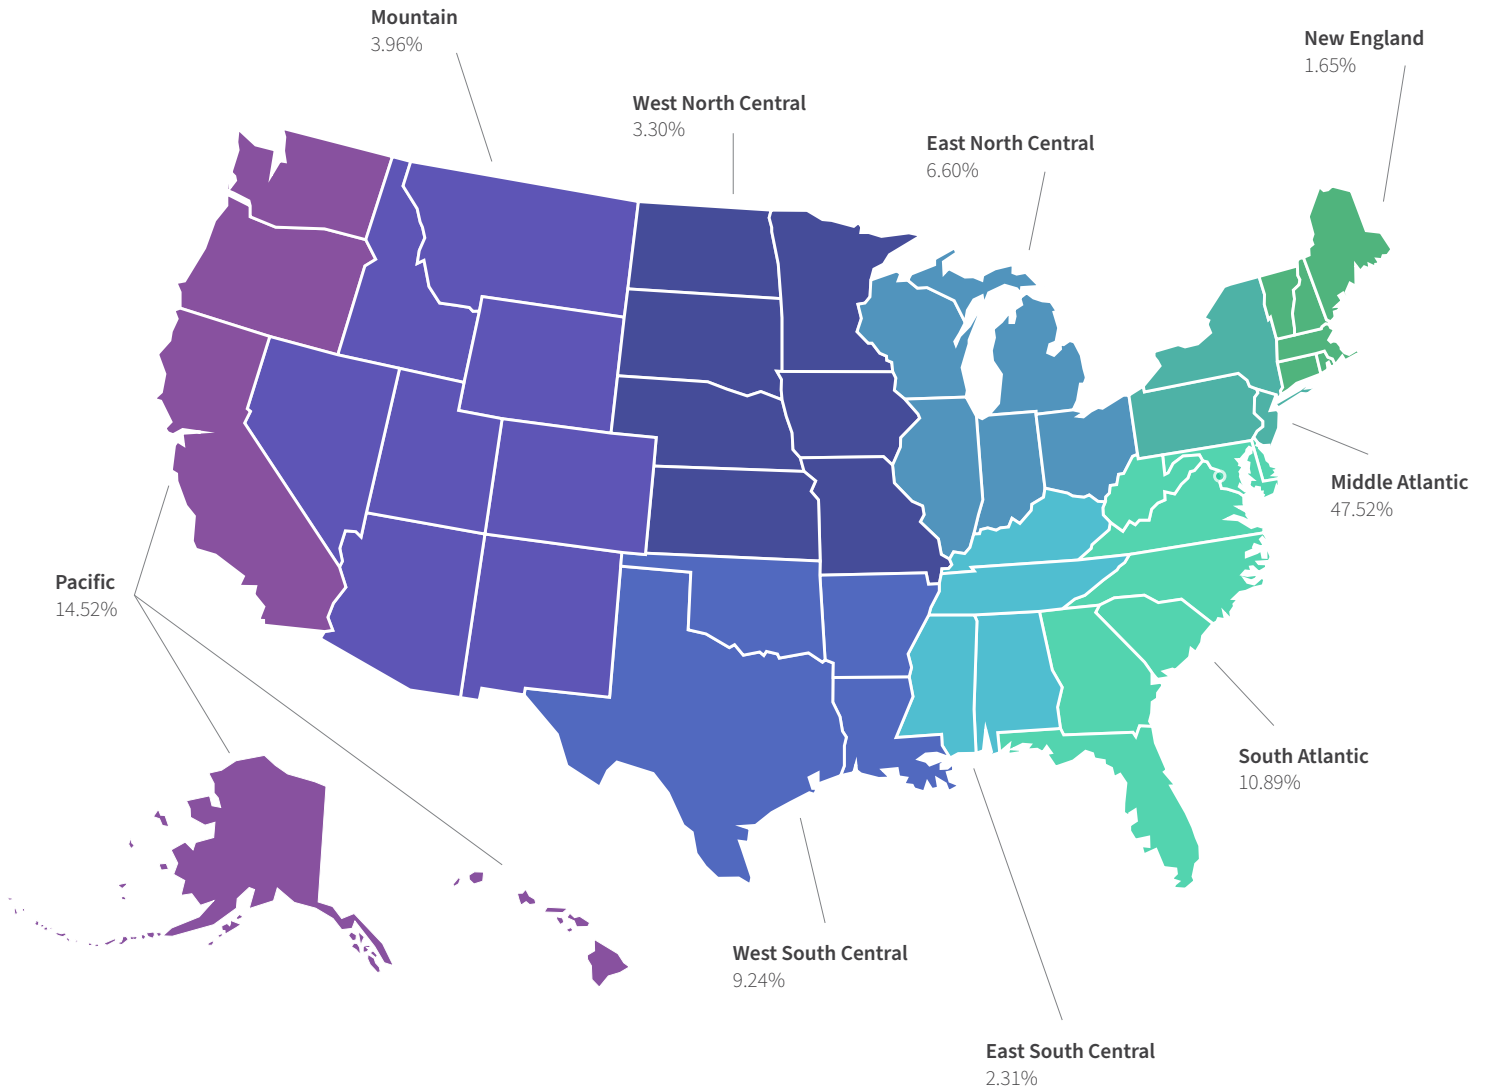 Mountain
3.96%
New England
1.65%
West North Central
3.30%
East North Central
6.60%
Middle Atlantic
47.52%
Pacific
14.52%
South Atlantic
10.89%
West South Central
9.24%
East South Central
2.31%